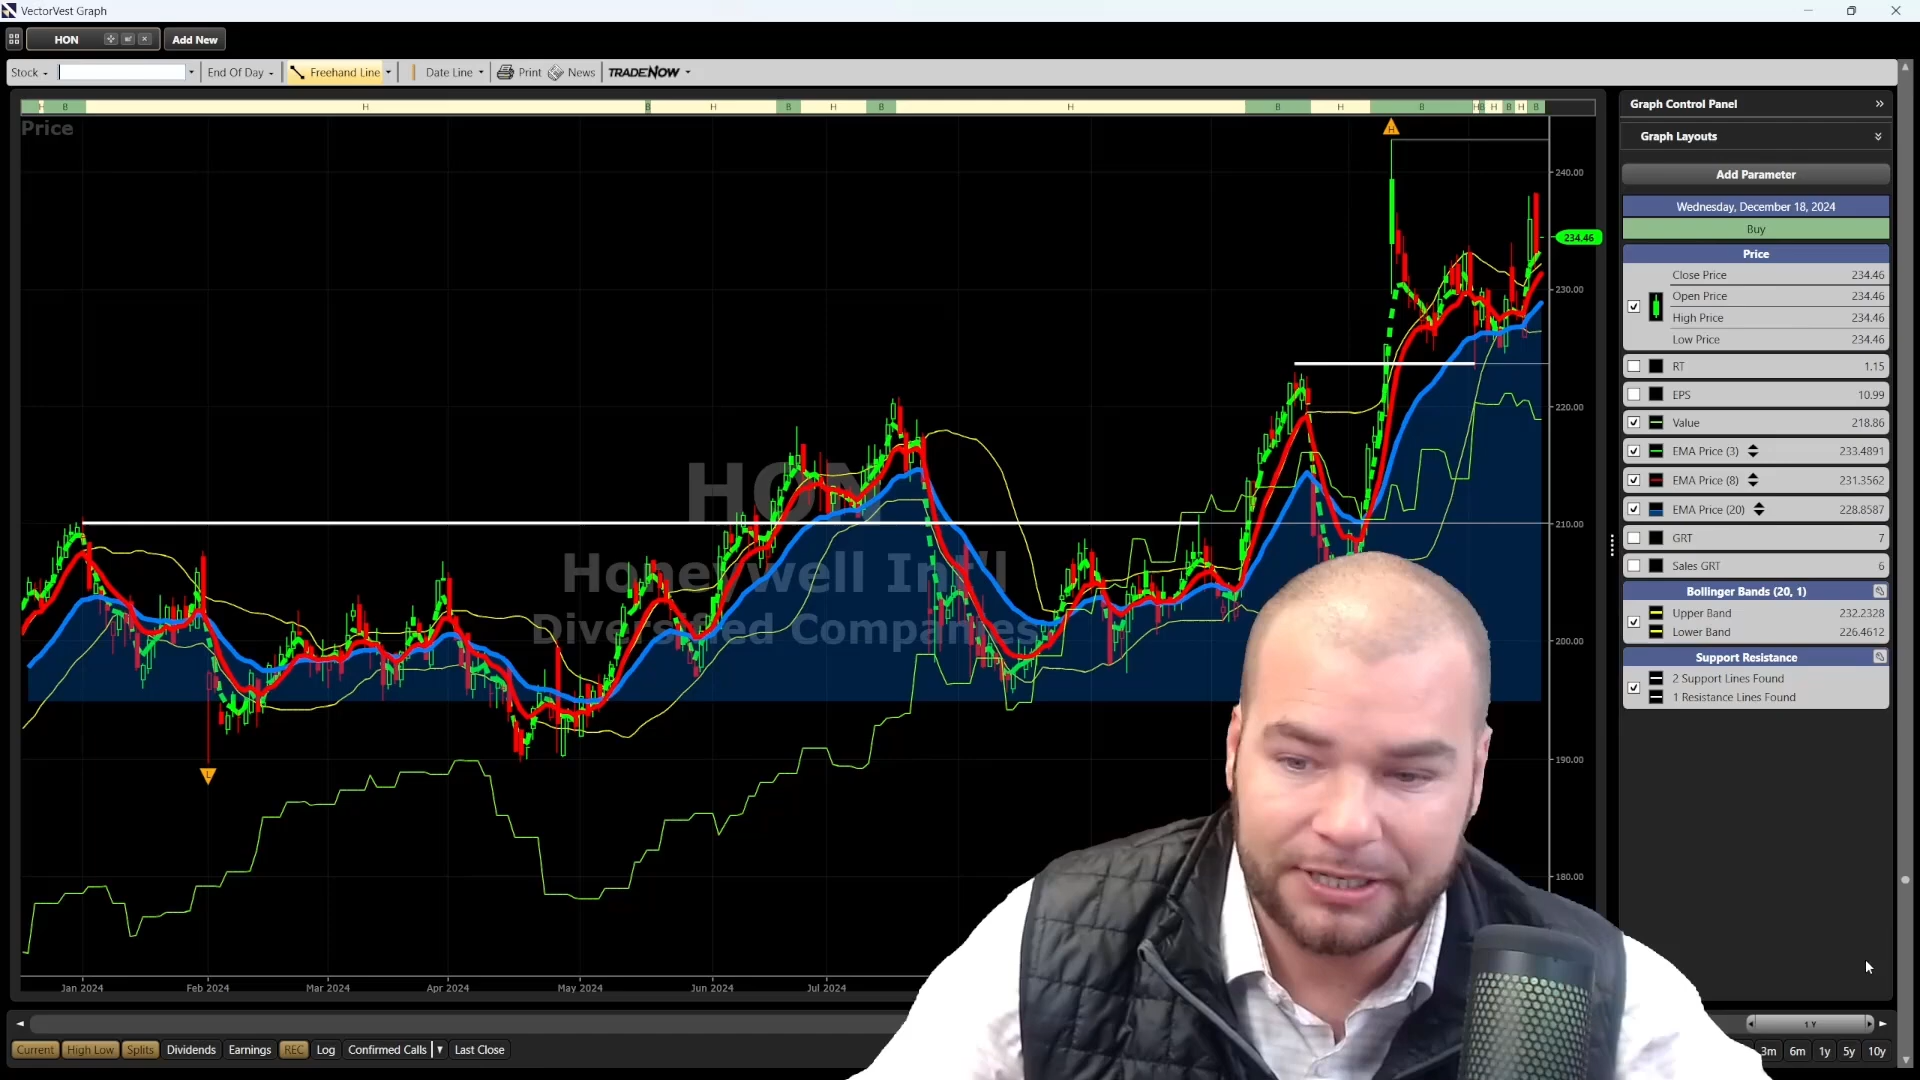 VectorVest Graph
HON
Add New
Stock
End Of Day
Freehand Line
Date Line
Print
News
TRADENOW
H B H B H B H B H B H B H B H B H B
Price
H
240.00
234.46
230.00
220.00
210.00
200.00
190.00
180.00
HON
Honeywell Int'l
Diversified Companies
L
Jan 2024 Feb 2024 Mar 2024 Apr 2024 May 2024 Jun 2024 Jul 2024
Graph Control Panel
Graph Layouts
Add Parameter
Wednesday, December 18, 2024
Buy
Price
Close Price 234.46
Open Price 234.46
High Price 234.46
Low Price 234.46
RT 1.15
EPS 10.99
Value 218.86
EMA Price (3) 233.4891
EMA Price (8) 231.3562
EMA Price (20) 228.8587
GRT 7
Sales GRT 6
Bollinger Bands (20, 1)
Upper Band 232.2328
Lower Band 226.4612
Support Resistance
2 Support Lines Found
1 Resistance Lines Found
1 Y
Current High Low Splits Dividends Earnings REC Log Confirmed Calls Last Close
3m 6m 1y 5y 10y